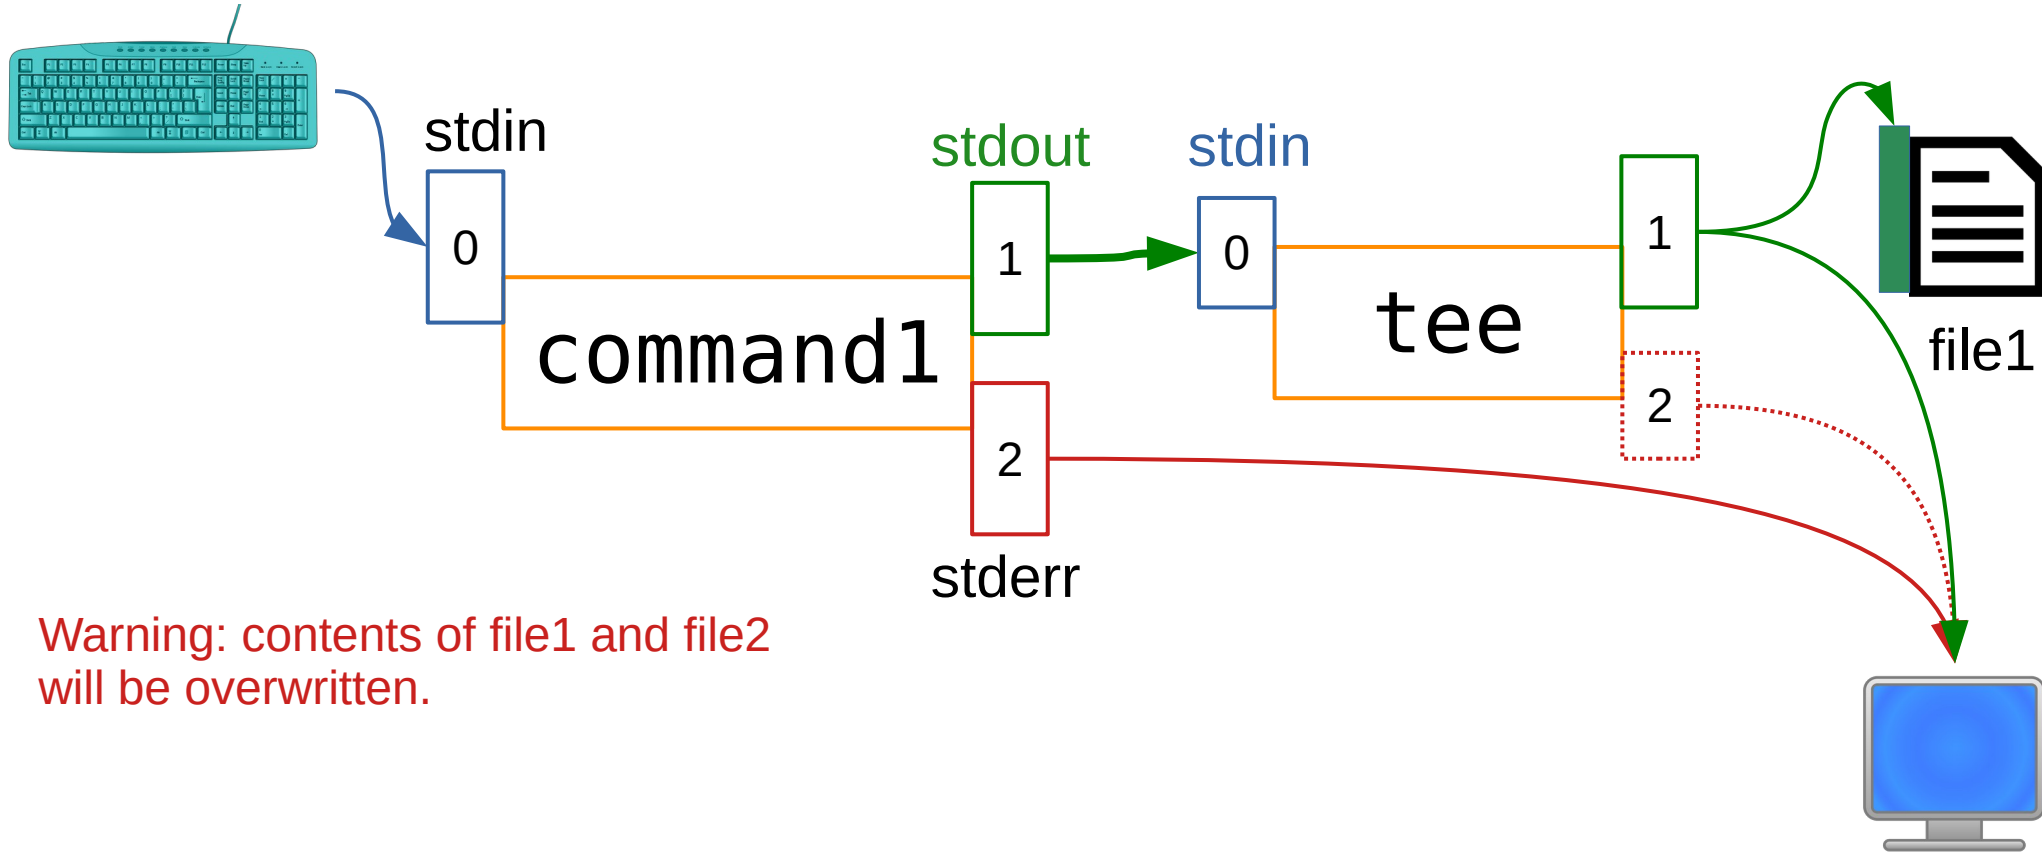 stdin
stdout
stdin
0
1
0
1
command1
tee
file1
2
2
stderr
Warning: contents of file1 and file2
will be overwritten.